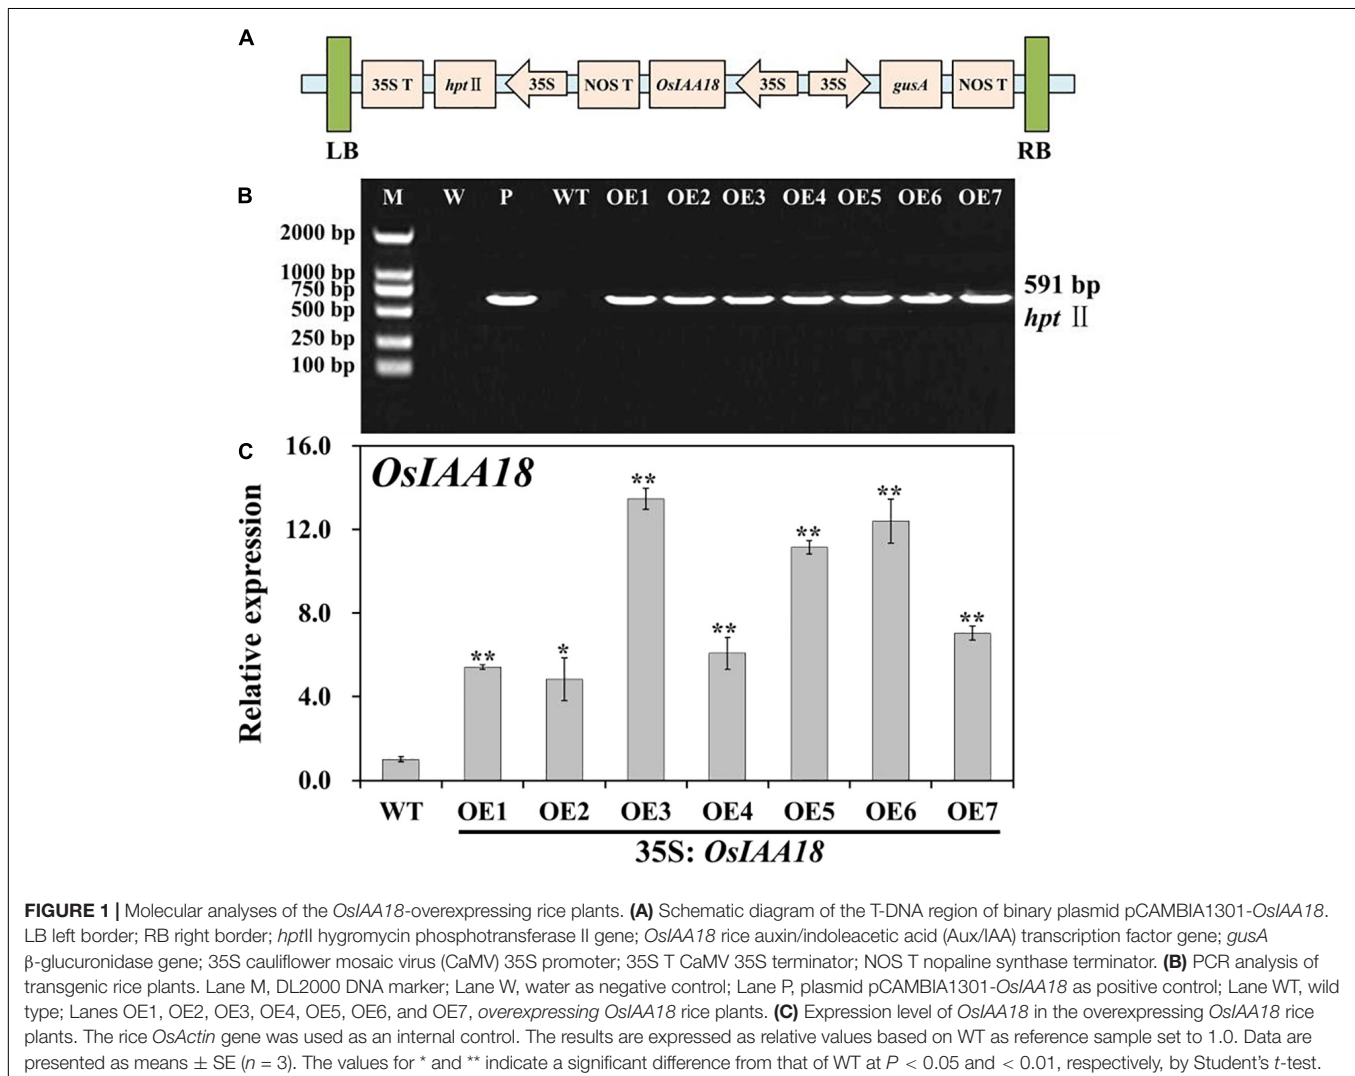 A
35S T
hpt II
35S
NOS T
OsIAA18
35S
35S
gusA
NOS T
LB
RB
B
M W P WT OE1 OE2 OE3 OE4 OE5 OE6 OE7
2000 bp
1000 bp
750 bp
500 bp
250 bp
100 bp
591 bp
hpt II
C
OsIAA18
Relative expression
16.0
12.0
8.0
4.0
0.0
**
*
**
**
**
**
**
WT OE1 OE2 OE3 OE4 OE5 OE6 OE7
35S: OsIAA18
FIGURE 1 | Molecular analyses of the OsIAA18-overexpressing rice plants. (A) Schematic diagram of the T-DNA region of binary plasmid pCAMBIA1301-OsIAA18.
LB left border; RB right border; hptII hygromycin phosphotransferase II gene; OsIAA18 rice auxin/indoleacetic acid (Aux/IAA) transcription factor gene; gusA
β-glucuronidase gene; 35S cauliflower mosaic virus (CaMV) 35S promoter; 35S T CaMV 35S terminator; NOS T nopaline synthase terminator. (B) PCR analysis of
transgenic rice plants. Lane M, DL2000 DNA marker; Lane W, water as negative control; Lane P, plasmid pCAMBIA1301-OsIAA18 as positive control; Lane WT, wild
type; Lanes OE1, OE2, OE3, OE4, OE5, OE6, and OE7, overexpressing OsIAA18 rice plants. (C) Expression level of OsIAA18 in the overexpressing OsIAA18 rice
plants. The rice OsActin gene was used as an internal control. The results are expressed as relative values based on WT as reference sample set to 1.0. Data are
presented as means ± SE (n = 3). The values for * and ** indicate a significant difference from that of WT at P < 0.05 and < 0.01, respectively, by Student's t-test.